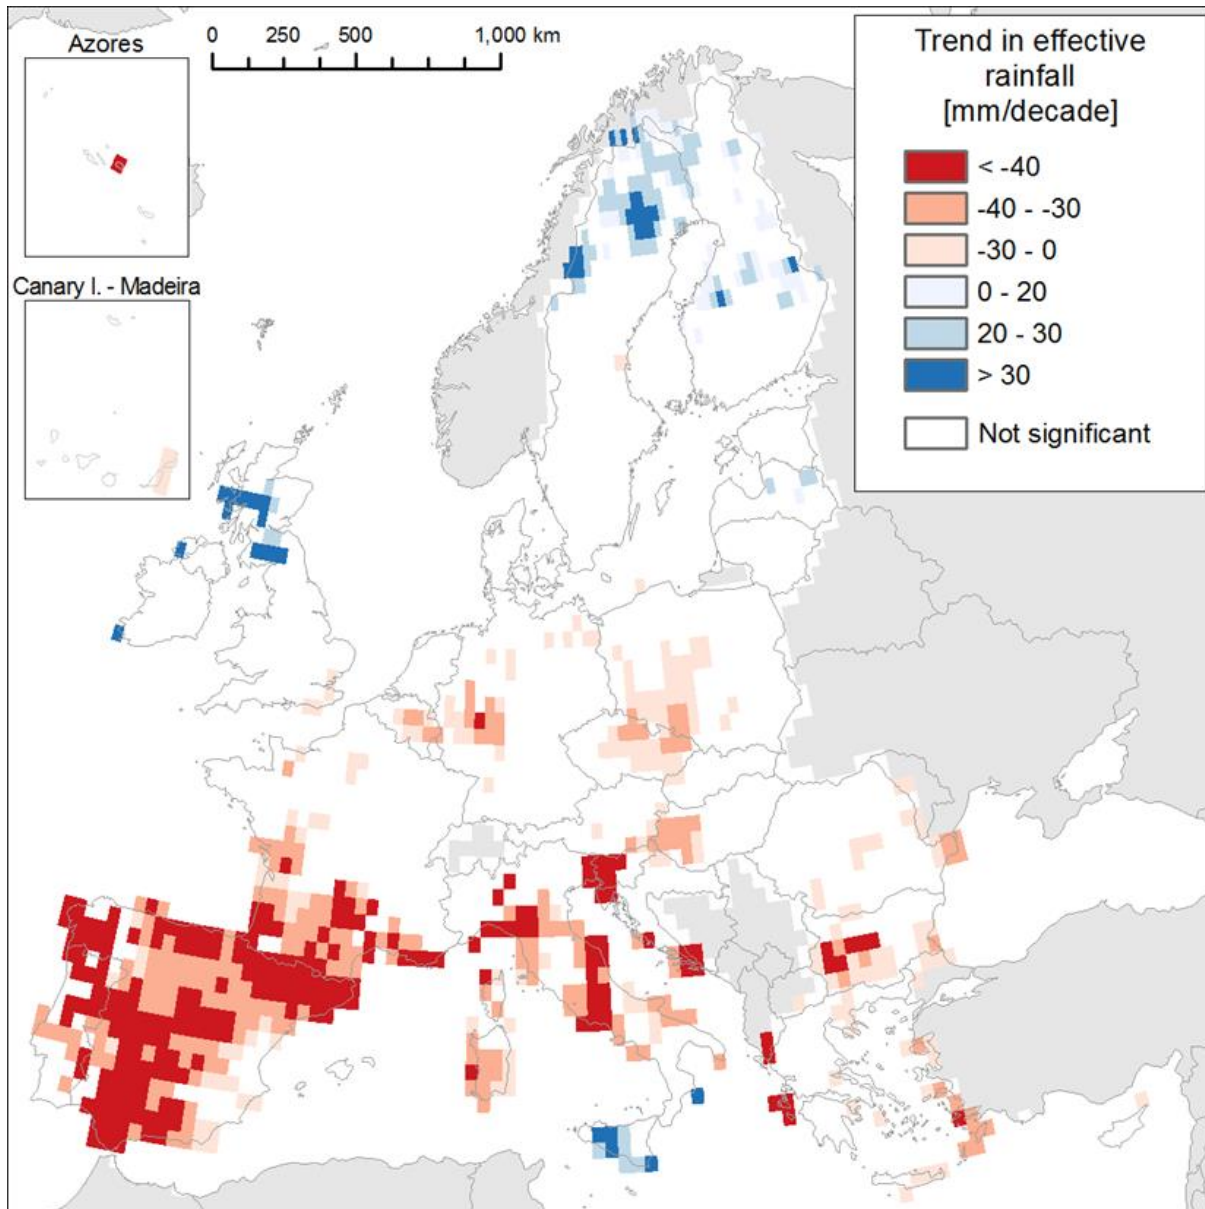 Azores
0 250 500 1,000 km
Canary I. - Madeira
Trend in effective
rainfall
[mm/decade]
< -40
-40 - -30
-30 - 0
0 - 20
20 - 30
> 30
Not significant